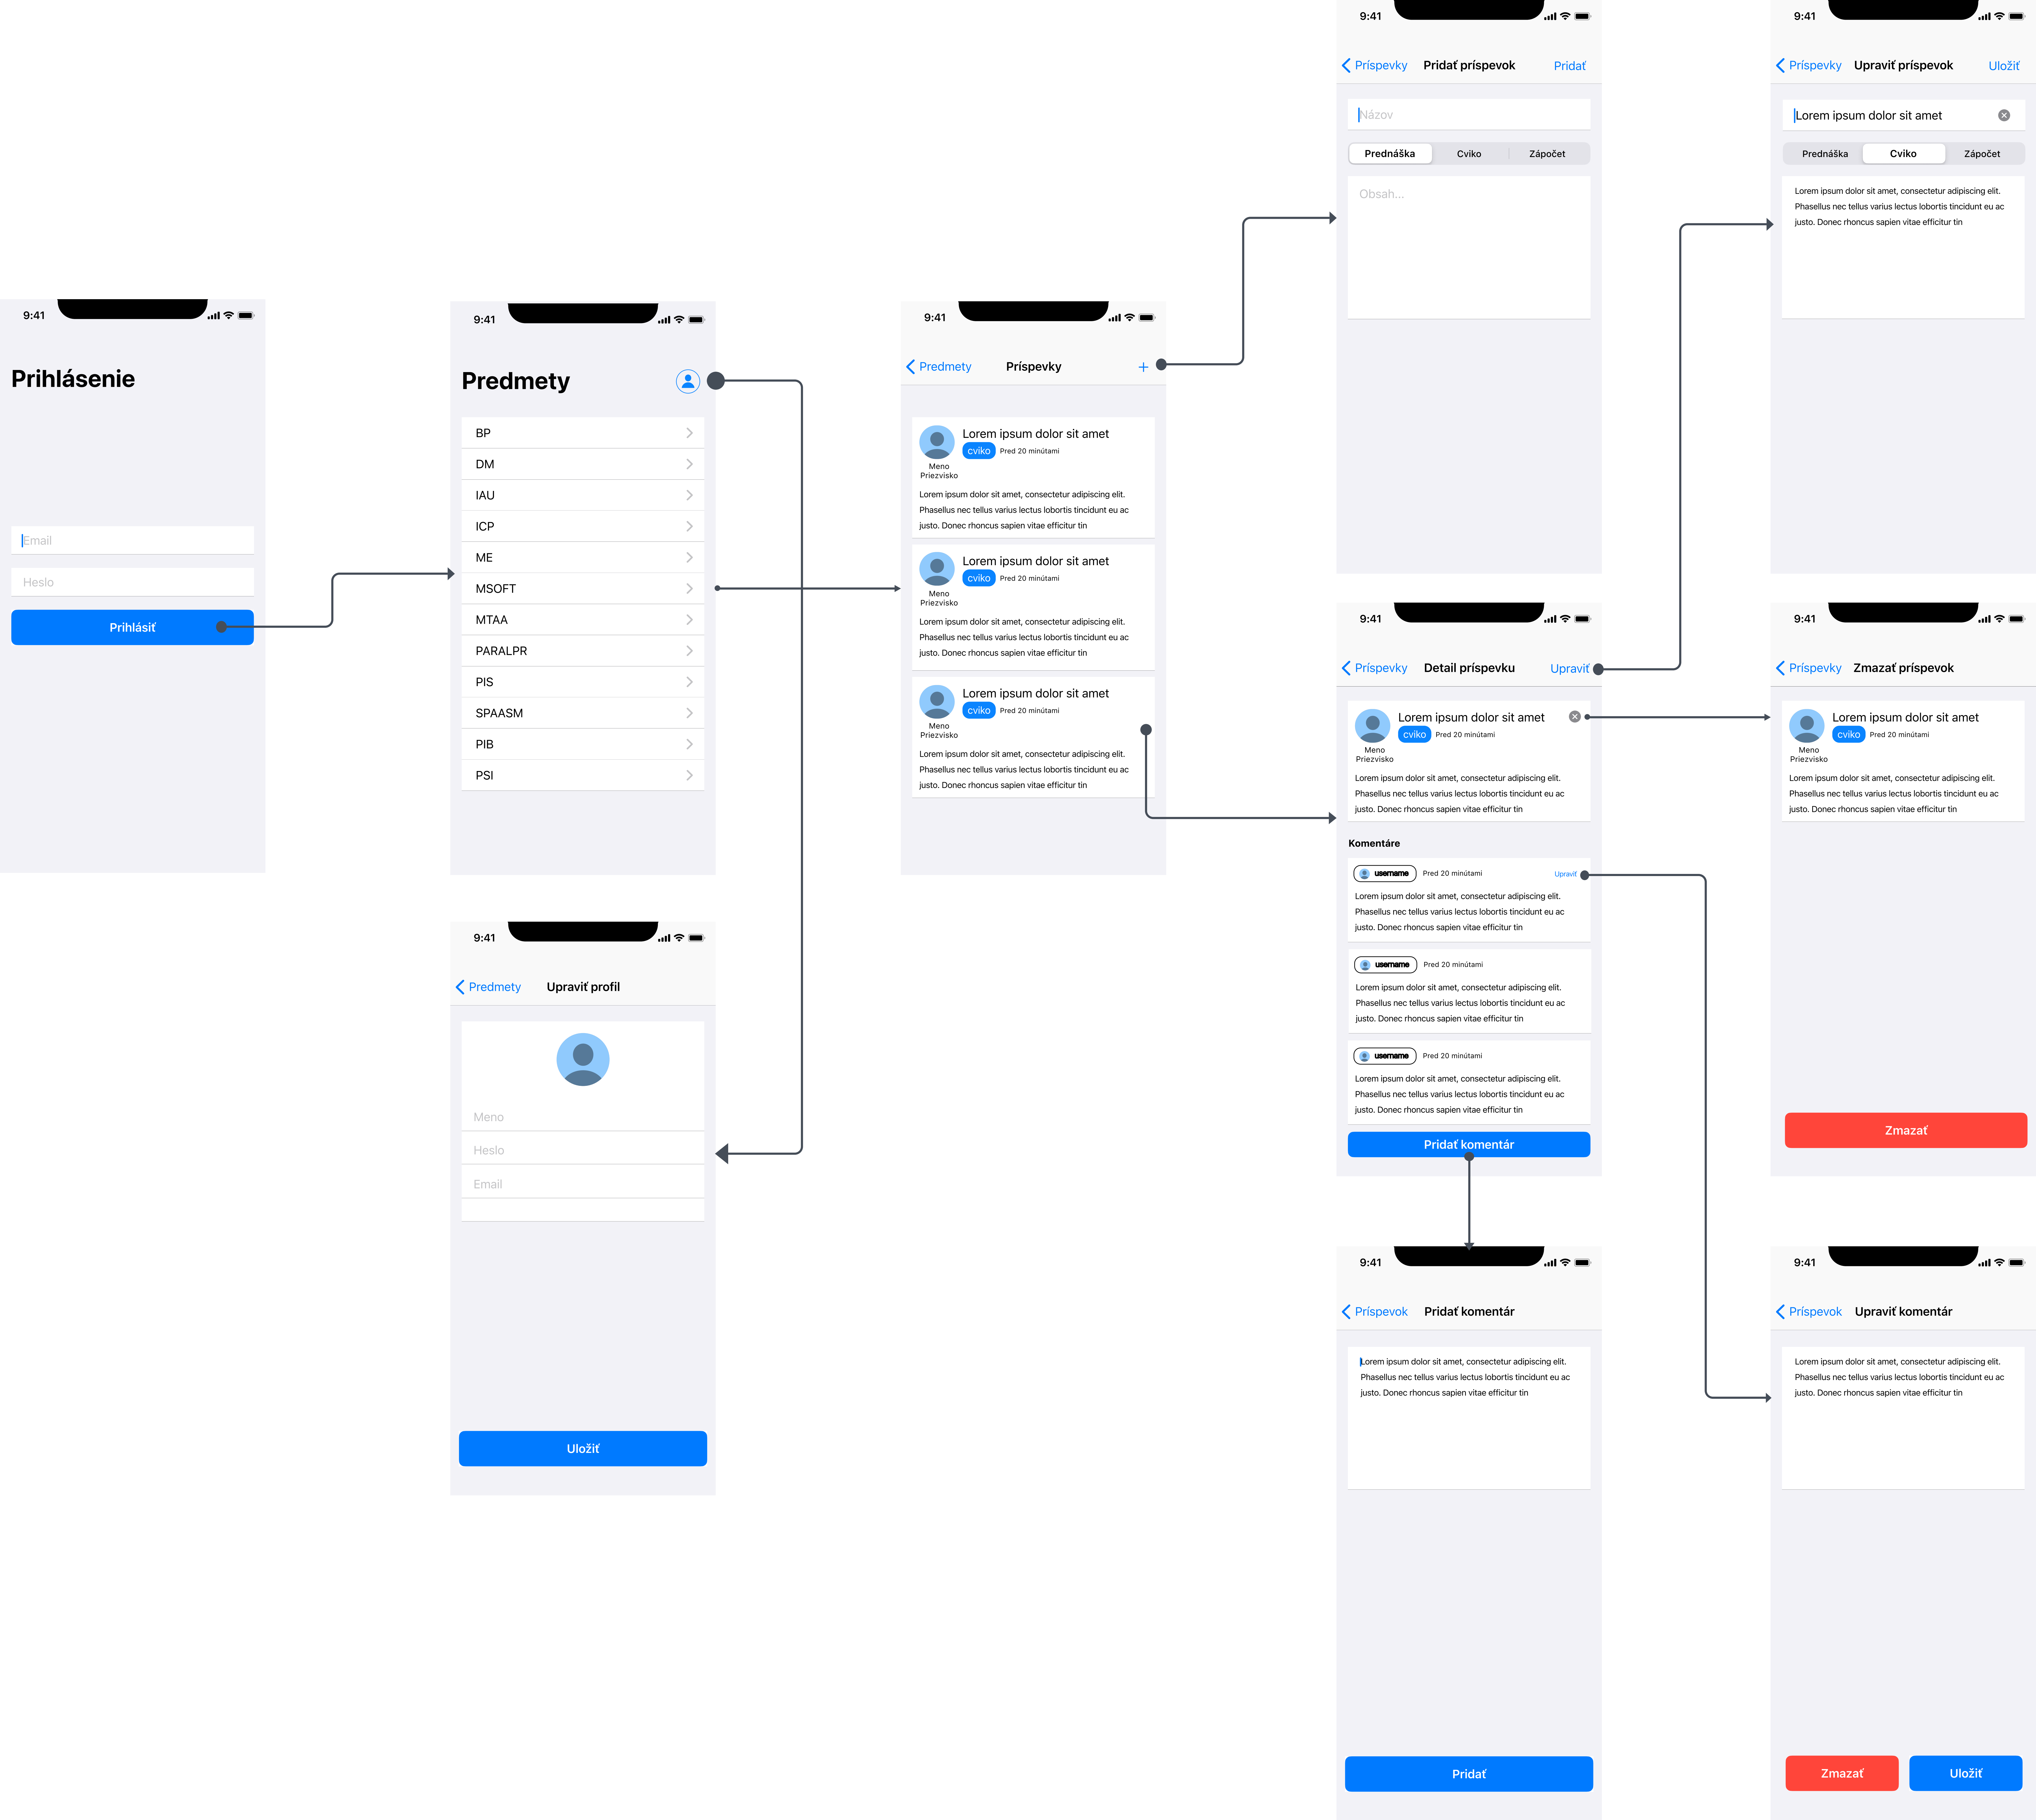 9:41
Prihlásenie
Email
Heslo
Prihlásiť
9:41
Predmety
BP
DM
IAU
ICP
ME
MSOFT
MTAA
PARALPR
PIS
SPAASM
PIB
PSI
9:41
Predmety Upraviť profil
Meno
Heslo
Email
Uložiť
9:41
Predmety Príspevky +
Lorem ipsum dolor sit amet
cviko Pred 20 minútami
Meno
Priezvisko
Lorem ipsum dolor sit amet, consectetur adipiscing elit.
Phasellus nec tellus varius lectus lobortis tincidunt eu ac
justo. Donec rhoncus sapien vitae efficitur tin
Lorem ipsum dolor sit amet
cviko Pred 20 minútami
Meno
Priezvisko
Lorem ipsum dolor sit amet, consectetur adipiscing elit.
Phasellus nec tellus varius lectus lobortis tincidunt eu ac
justo. Donec rhoncus sapien vitae efficitur tin
Lorem ipsum dolor sit amet
cviko Pred 20 minútami
Meno
Priezvisko
Lorem ipsum dolor sit amet, consectetur adipiscing elit.
Phasellus nec tellus varius lectus lobortis tincidunt eu ac
justo. Donec rhoncus sapien vitae efficitur tin
9:41
Príspevky Pridať príspevok Pridať
Názov
Prednáška Cviko Zápočet
Obsah...
9:41
Príspevky Upraviť príspevok Uložiť
Lorem ipsum dolor sit amet
Prednáška Cviko Zápočet
Lorem ipsum dolor sit amet, consectetur adipiscing elit.
Phasellus nec tellus varius lectus lobortis tincidunt eu ac
justo. Donec rhoncus sapien vitae efficitur tin
9:41
Príspevky Detail príspevku Upraviť
Lorem ipsum dolor sit amet
cviko Pred 20 minútami
Meno
Priezvisko
Lorem ipsum dolor sit amet, consectetur adipiscing elit.
Phasellus nec tellus varius lectus lobortis tincidunt eu ac
justo. Donec rhoncus sapien vitae efficitur tin
Komentáre
username Pred 20 minútami Upraviť
Lorem ipsum dolor sit amet, consectetur adipiscing elit.
Phasellus nec tellus varius lectus lobortis tincidunt eu ac
justo. Donec rhoncus sapien vitae efficitur tin
username Pred 20 minútami
Lorem ipsum dolor sit amet, consectetur adipiscing elit.
Phasellus nec tellus varius lectus lobortis tincidunt eu ac
justo. Donec rhoncus sapien vitae efficitur tin
username Pred 20 minútami
Lorem ipsum dolor sit amet, consectetur adipiscing elit.
Phasellus nec tellus varius lectus lobortis tincidunt eu ac
justo. Donec rhoncus sapien vitae efficitur tin
Pridať komentár
9:41
Príspevky Zmazať príspevok
Lorem ipsum dolor sit amet
cviko Pred 20 minútami
Meno
Priezvisko
Lorem ipsum dolor sit amet, consectetur adipiscing elit.
Phasellus nec tellus varius lectus lobortis tincidunt eu ac
justo. Donec rhoncus sapien vitae efficitur tin
Zmazať
9:41
Príspevok Pridať komentár
Lorem ipsum dolor sit amet, consectetur adipiscing elit.
Phasellus nec tellus varius lectus lobortis tincidunt eu ac
justo. Donec rhoncus sapien vitae efficitur tin
Pridať
9:41
Príspevok Upraviť komentár
Lorem ipsum dolor sit amet, consectetur adipiscing elit.
Phasellus nec tellus varius lectus lobortis tincidunt eu ac
justo. Donec rhoncus sapien vitae efficitur tin
Zmazať Uložiť